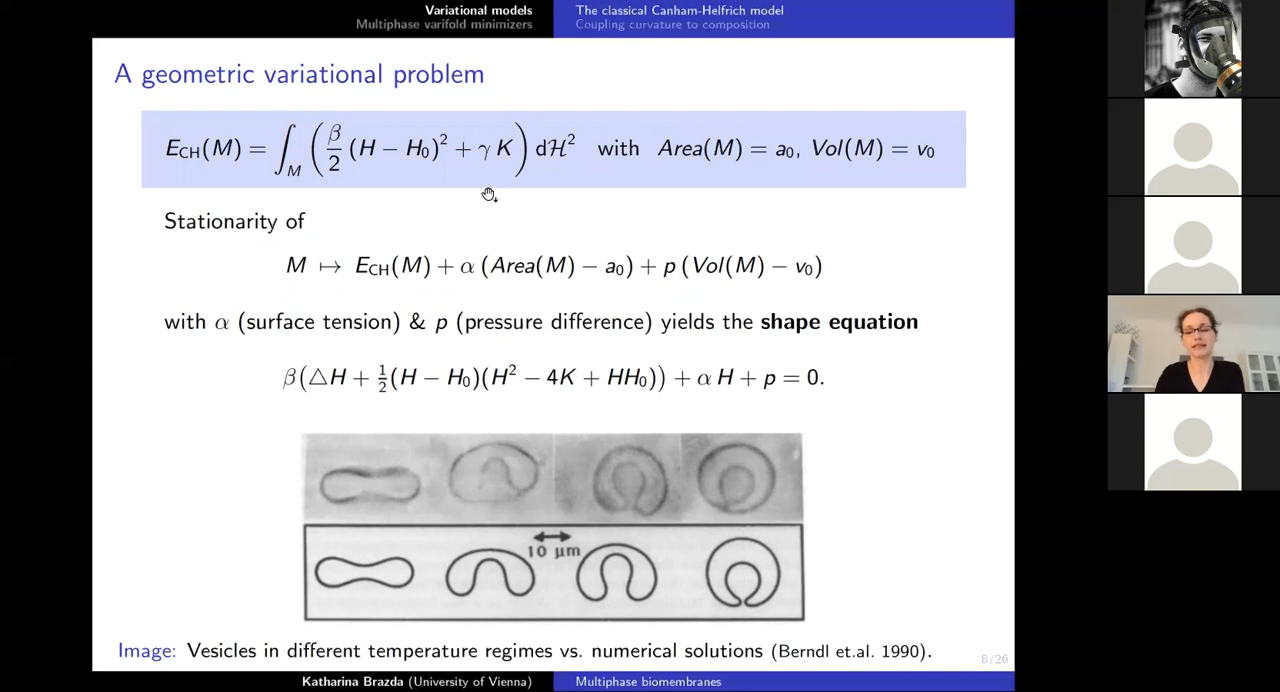 Variational models
Multiphase varifold minimizers
The classical Canham-Helfrich model
Coupling curvature to composition
A geometric variational problem
E_CH(M) = ∫_M (β/2 (H − H₀)² + γ K) dℋ² with Area(M) = a₀, Vol(M) = v₀
Stationarity of
M ↦ E_CH(M) + α (Area(M) − a₀) + p (Vol(M) − v₀)
with α (surface tension) & p (pressure difference) yields the shape equation
β(△H + ½(H − H₀)(H² − 4K + HH₀)) + α H + p = 0.
10 μm
Image: Vesicles in different temperature regimes vs. numerical solutions (Berndl et.al. 1990).
8/26
Katharina Brazda (University of Vienna)
Multiphase biomembranes